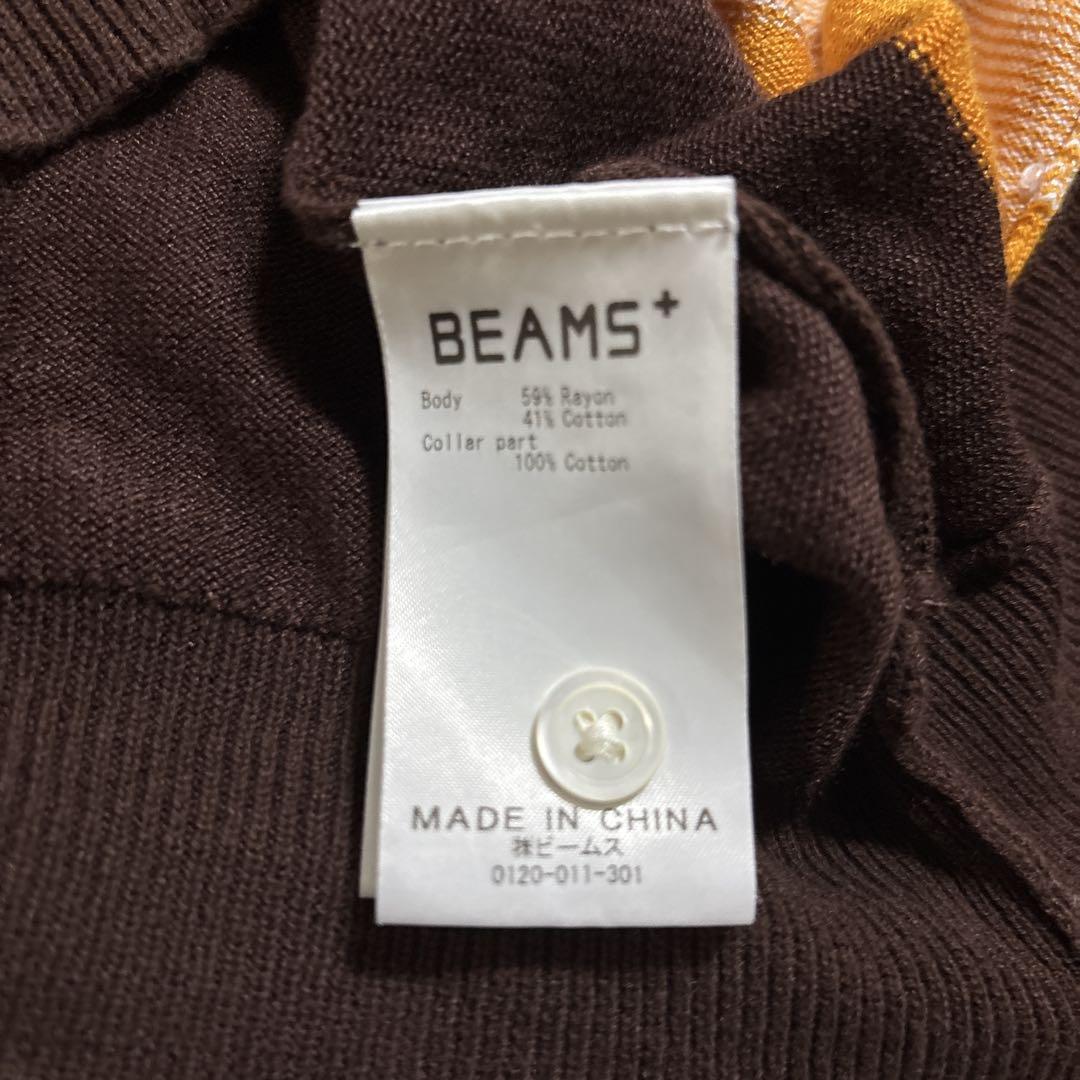 BEAMS+
Body 59% Rayon
41% Cotton
Collar part
100% Cotton
MADE IN CHINA
㈱ビームス
0120-011-301